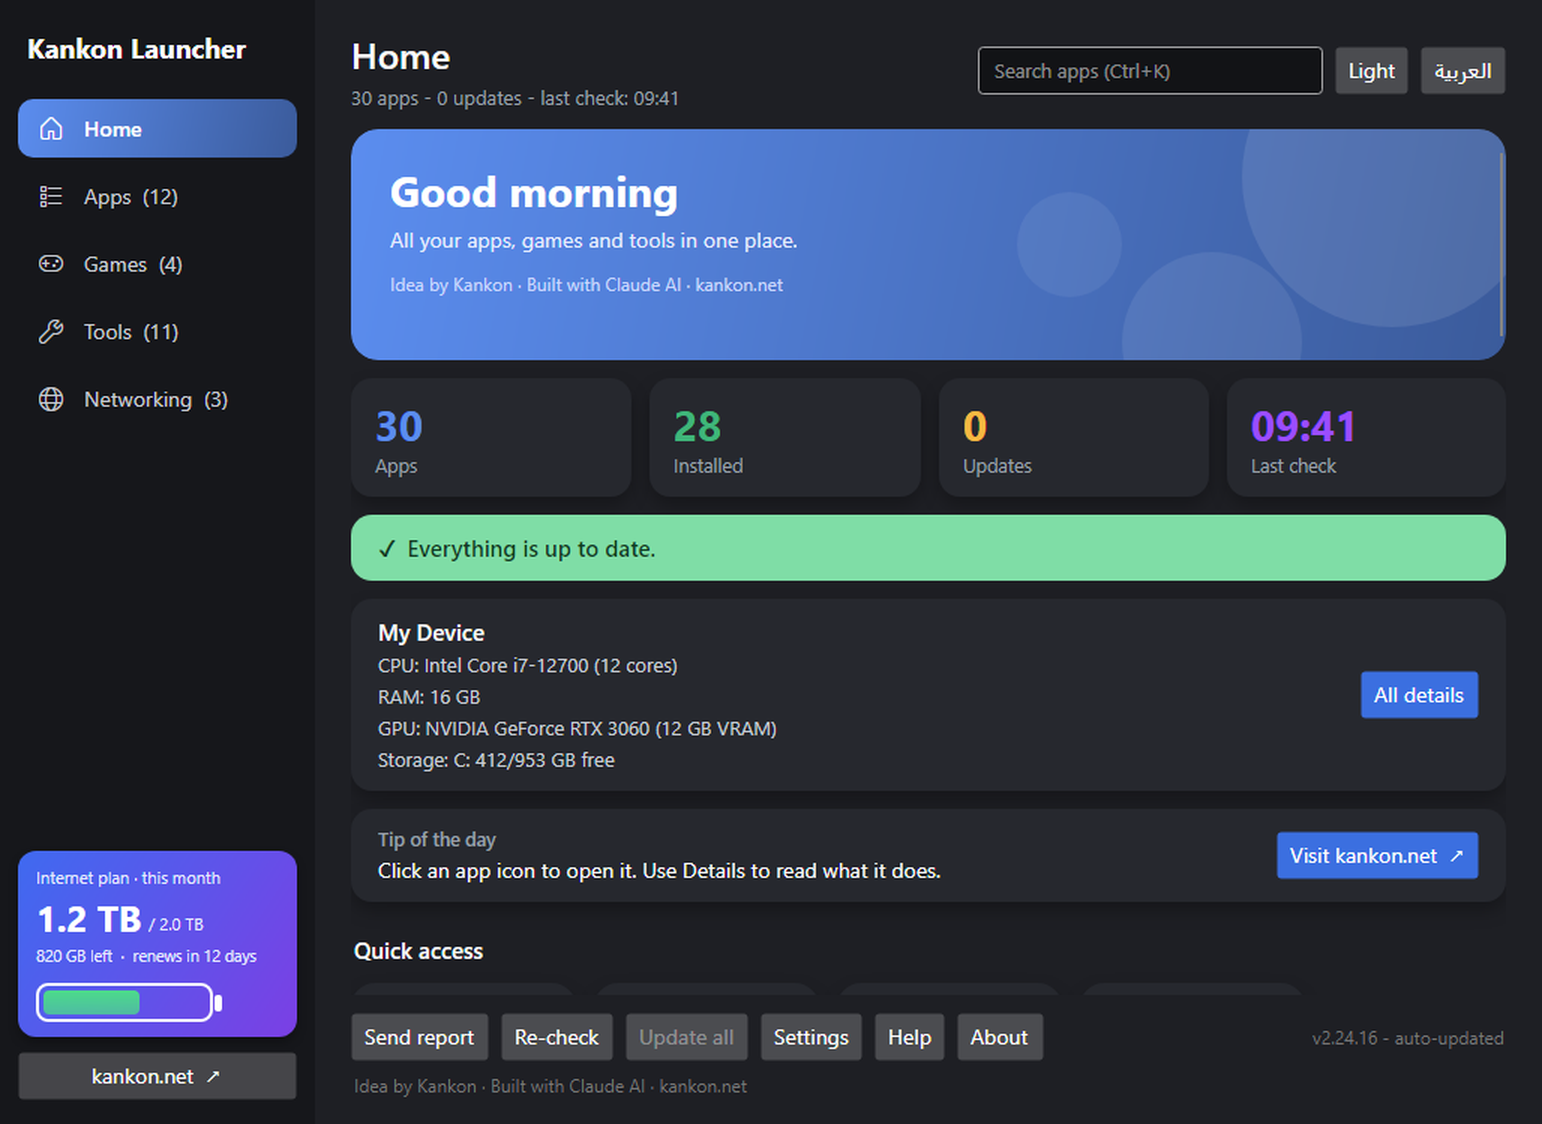 Kankon Launcher
Home
Apps (12)
Games (4)
Tools (11)
Networking (3)
Internet plan · this month
1.2 TB / 2.0 TB
820 GB left · renews in 12 days
kankon.net ↗
Home
30 apps - 0 updates - last check: 09:41
Search apps (Ctrl+K)
Light
العربية
Good morning
All your apps, games and tools in one place.
Idea by Kankon · Built with Claude AI · kankon.net
30
Apps
28
Installed
0
Updates
09:41
Last check
✓ Everything is up to date.
My Device
CPU: Intel Core i7-12700 (12 cores)
RAM: 16 GB
GPU: NVIDIA GeForce RTX 3060 (12 GB VRAM)
Storage: C: 412/953 GB free
All details
Tip of the day
Click an app icon to open it. Use Details to read what it does.
Visit kankon.net ↗
Quick access
Send report
Re-check
Update all
Settings
Help
About
v2.24.16 - auto-updated
Idea by Kankon · Built with Claude AI · kankon.net